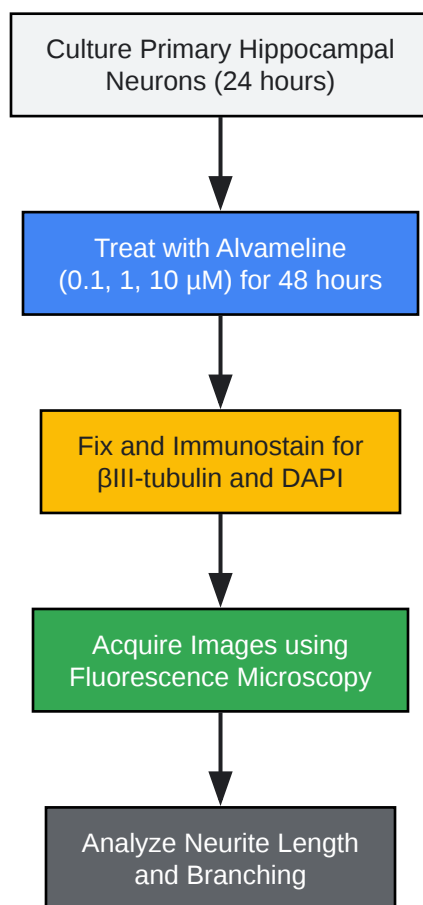 Culture Primary Hippocampal
Neurons (24 hours)
Treat with Alvameline
(0.1, 1, 10 µM) for 48 hours
Fix and Immunostain for
βIII-tubulin and DAPI
Acquire Images using
Fluorescence Microscopy
Analyze Neurite Length
and Branching